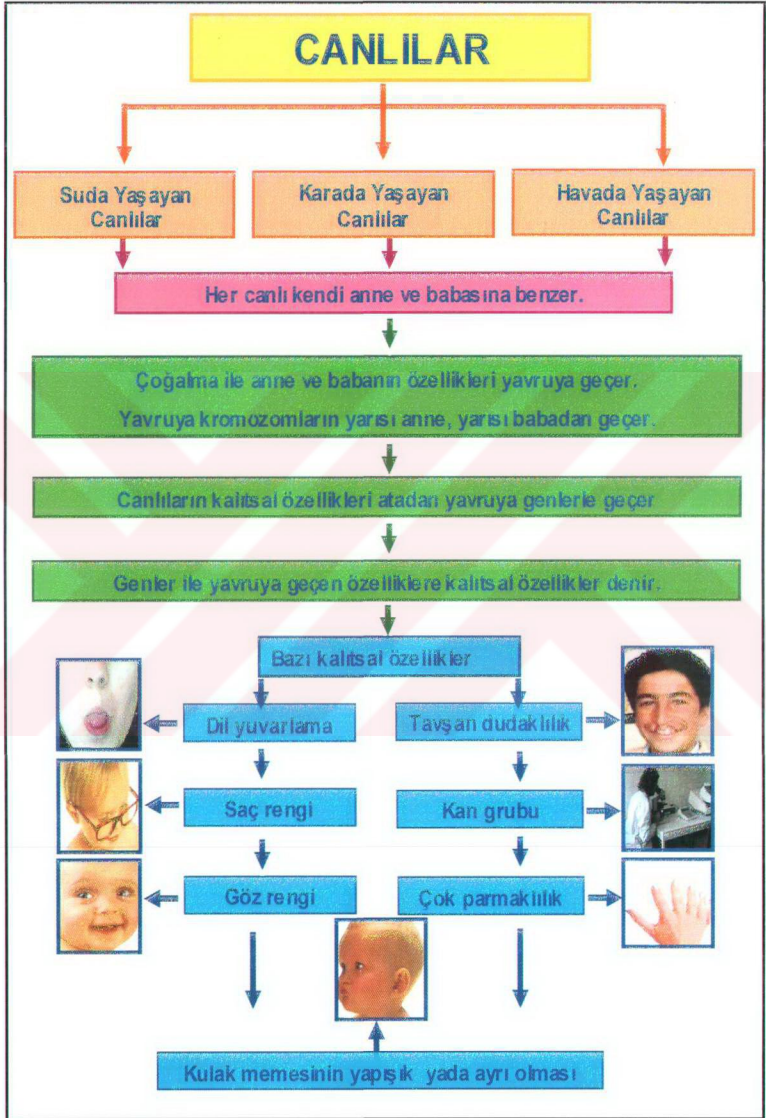 CANLILAR
Suda Yaşayan
Canlılar
Karada Yaşayan
Canlılar
Havada Yaşayan
Canlılar
Her canlı kendi anne ve babasına benzer.
Çoğalma ile anne ve babanın özellikleri yavruya geçer.
Yavruya kromozomların yarısı anne, yarısı babadan geçer.
Canlıların kalıtsal özellikleri atadan yavruya genlerle geçer
Genler ile yavruya geçen özelliklere kalıtsal özellikler denir.
Bazı kalıtsal özellikler
Dil yuvarlama
Tavşan dudaklılık
Saç rengi
Kan grubu
Göz rengi
Çok parmaklılık
Kulak memesinin yapışık yada ayrı olması